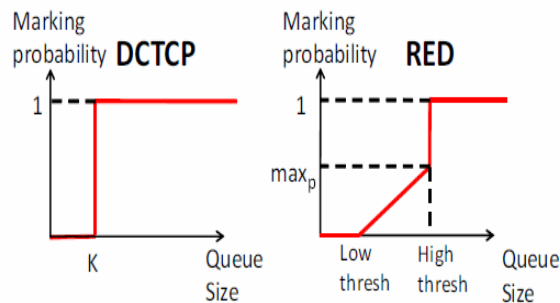 Marking
probability DCTCP
1
K
Queue
Size
Marking
probability RED
1
max_p
Low
thresh
High
thresh
Queue
Size